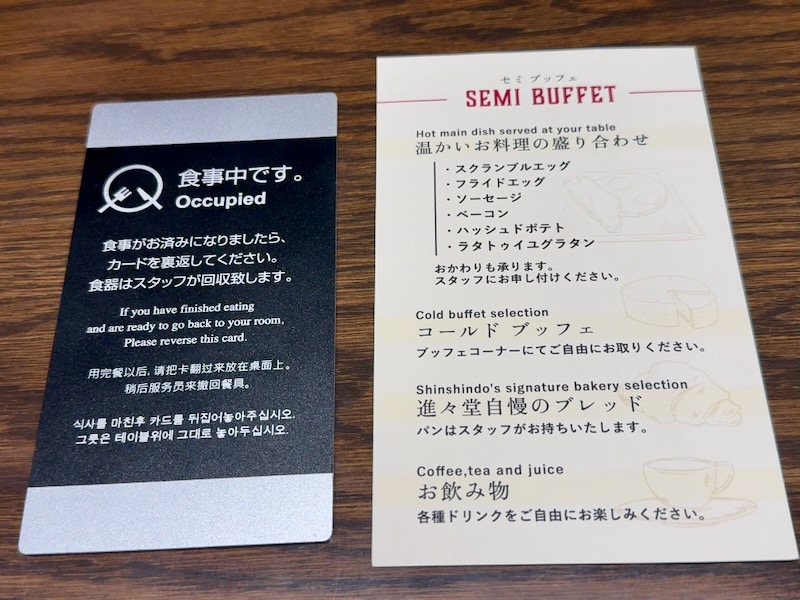 食事中です。
Occupied
食事がお済みになりましたら、
カードを裏返してください。
食器はスタッフが回収致します。
If you have finished eating
and are ready to go back to your room,
Please reverse this card.
用完餐以后, 请把卡翻过来放在桌面上。
稍后服务员来撤回餐具。
식사를 마친후 카드를 뒤집어놓아주십시오.
그릇은 테이블위에 그대로 놓아두십시오.
セミ ブッフェ
SEMI BUFFET
Hot main dish served at your table
温かいお料理の盛り合わせ
・スクランブルエッグ
・フライドエッグ
・ソーセージ
・ベーコン
・ハッシュドポテト
・ラタトゥイユグラタン
おかわりも承ります。
スタッフにお申し付けください。
Cold buffet selection
コールド ブッフェ
ブッフェコーナーにてご自由にお取りください。
Shinshindo's signature bakery selection
進々堂自慢のブレッド
パンはスタッフがお持ちいたします。
Coffee,tea and juice
お飲み物
各種ドリンクをご自由にお楽しみください。